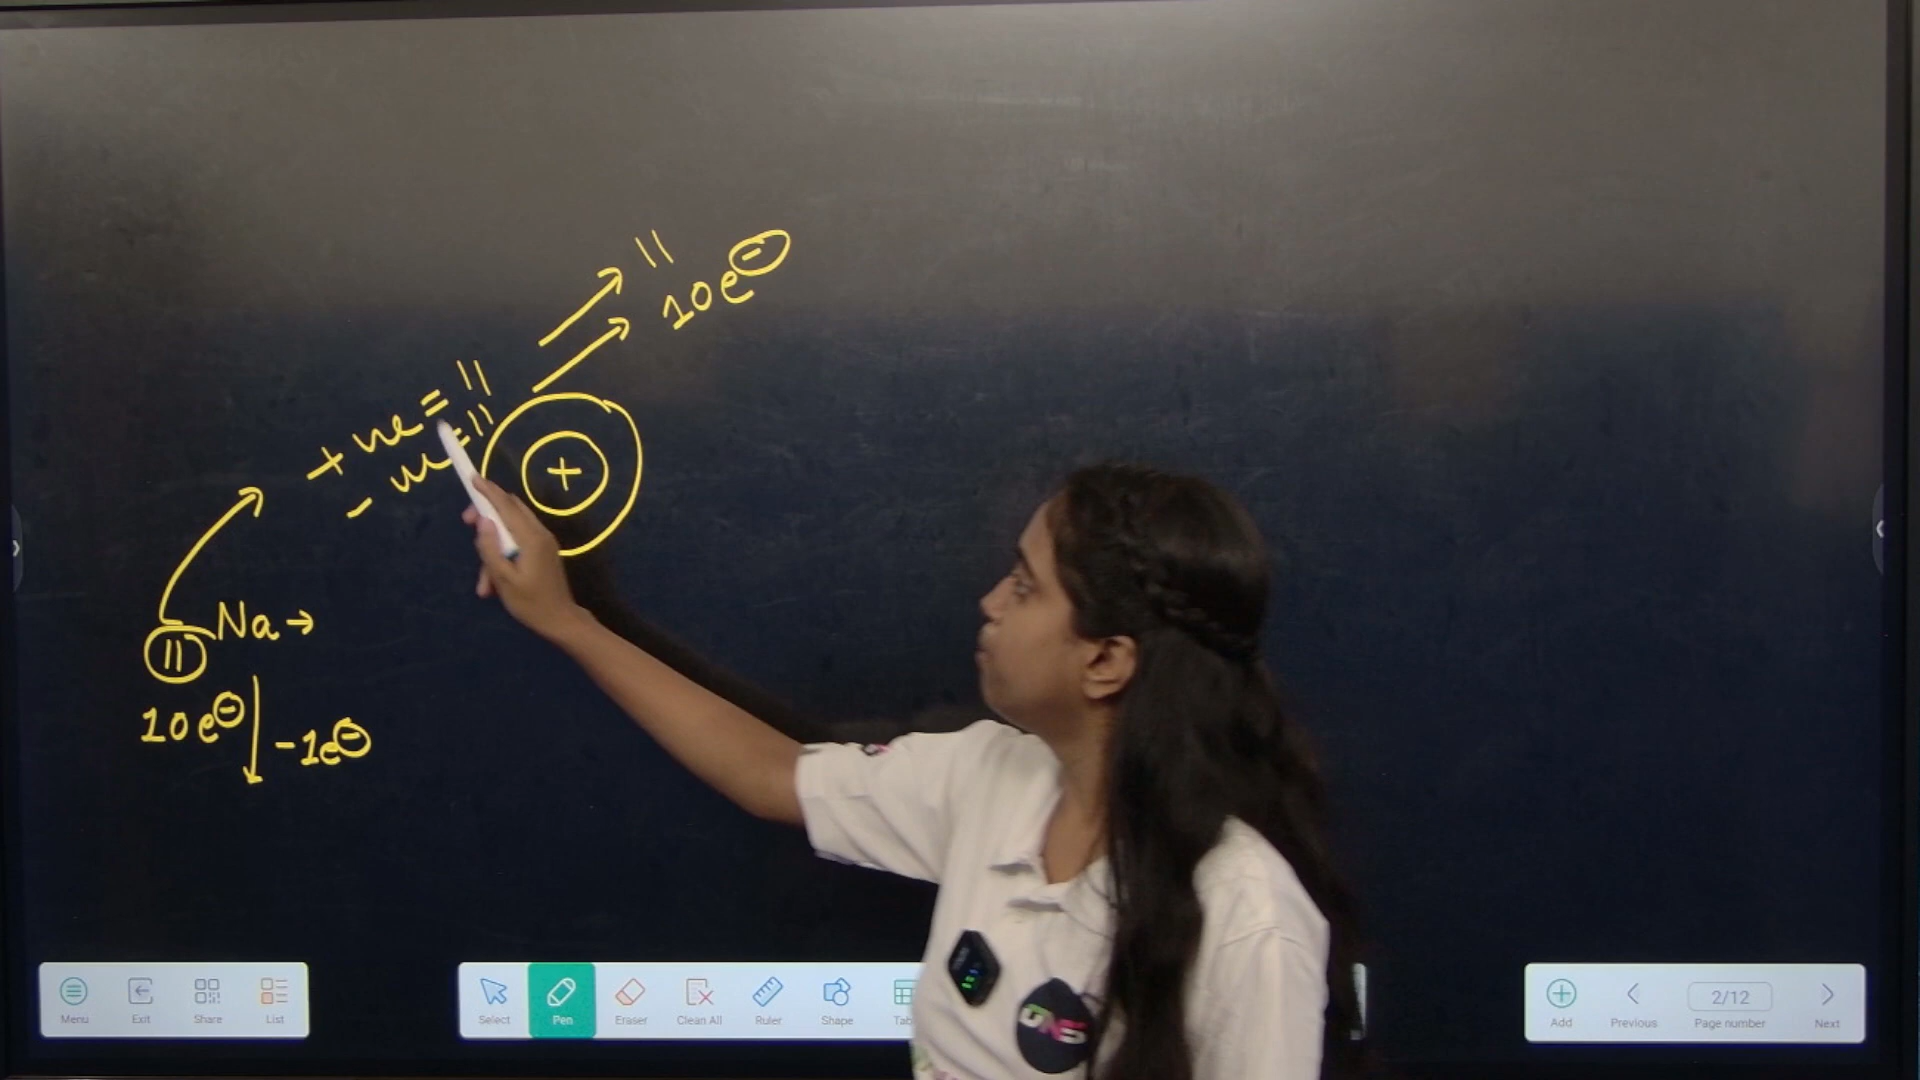 11
10e⊖
+ve = 11
-ve = 11
+
Na →
11
10e⊖
-1e⊖
Menu
Exit
Share
List
Select
Pen
Eraser
Clean All
Ruler
Shape
Add
Previous
2/12
Page number
Next